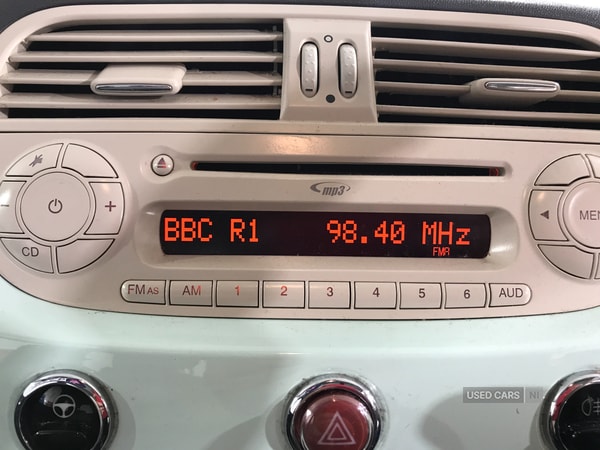 mp3
BBC R1 98.40 MHz
FMA
CD
MEN
FM AS AM 1 2 3 4 5 6 AUD
USED CARS NI